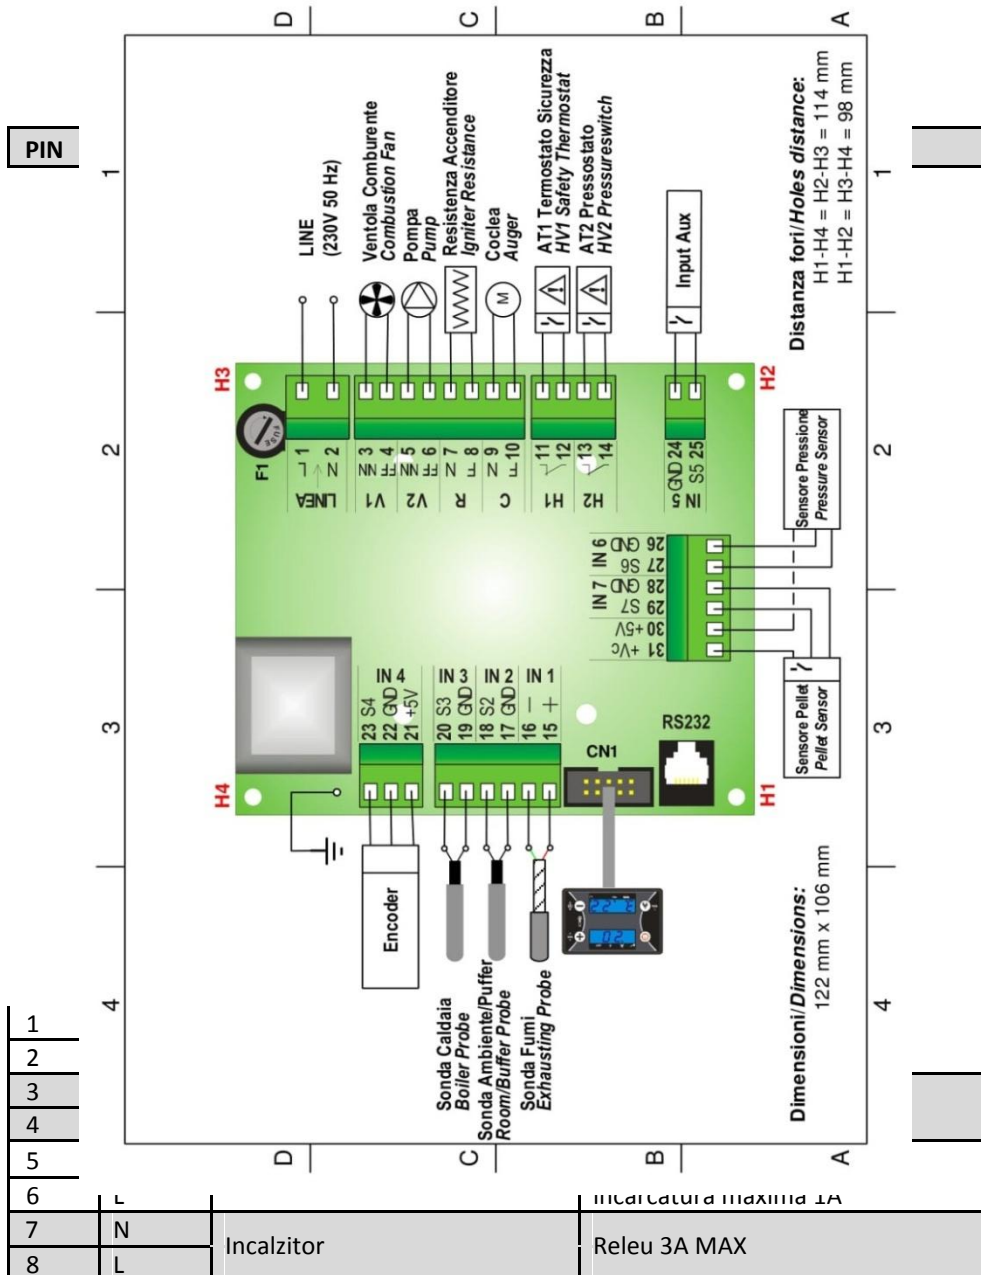 D C B A
PIN
1
LINE
(230V 50 Hz)
Ventola Comburente
Combustion Fan
Pompa
Pump
Resistenza Accenditore
Igniter Resistance
Coclea
Auger
AT1 Termostato Sicurezza
HV1 Safety Thermostat
AT2 Pressostato
HV2 Pressureswitch
Input Aux
Distanza fori/Holes distance:
H1-H4 = H2-H3 = 114 mm
H1-H2 = H3-H4 = 98 mm
1
H3
H2
2
F1
fuse
1 L
2 N
LINEA
3 NN
4 FF
V1
5 NN
6 FF
V2
7 N
8 F
R
9 N
10 F
C
11
12
H1
13
14
H2
GND 24
S5 25
IN 5
2
Sensore Pressione
Pressure Sensor
IN 6
GND 26
S6 27
IN 7
GND 28
S7 29
+5V 30
+Vc 31
3
IN 4
23 S4
22 GND
21 +5V
IN 3
20 S3
19 GND
IN 2
18 S2
17 GND
IN 1
16 −
15 +
CN1
RS232
Sensore Pellet
Pellet Sensor
3
H4
H1
Encoder
4
Sonda Caldaia
Boiler Probe
Sonda Ambiente/Puffer
Room/Buffer Probe
Sonda Fumi
Exhausting Probe
Dimensioni/Dimensions:
122 mm x 106 mm
4
D C B A
1
2
3
4
5
6 L Incarcatura maxima 1A
7 N Incalzitor Releu 3A MAX
8 L